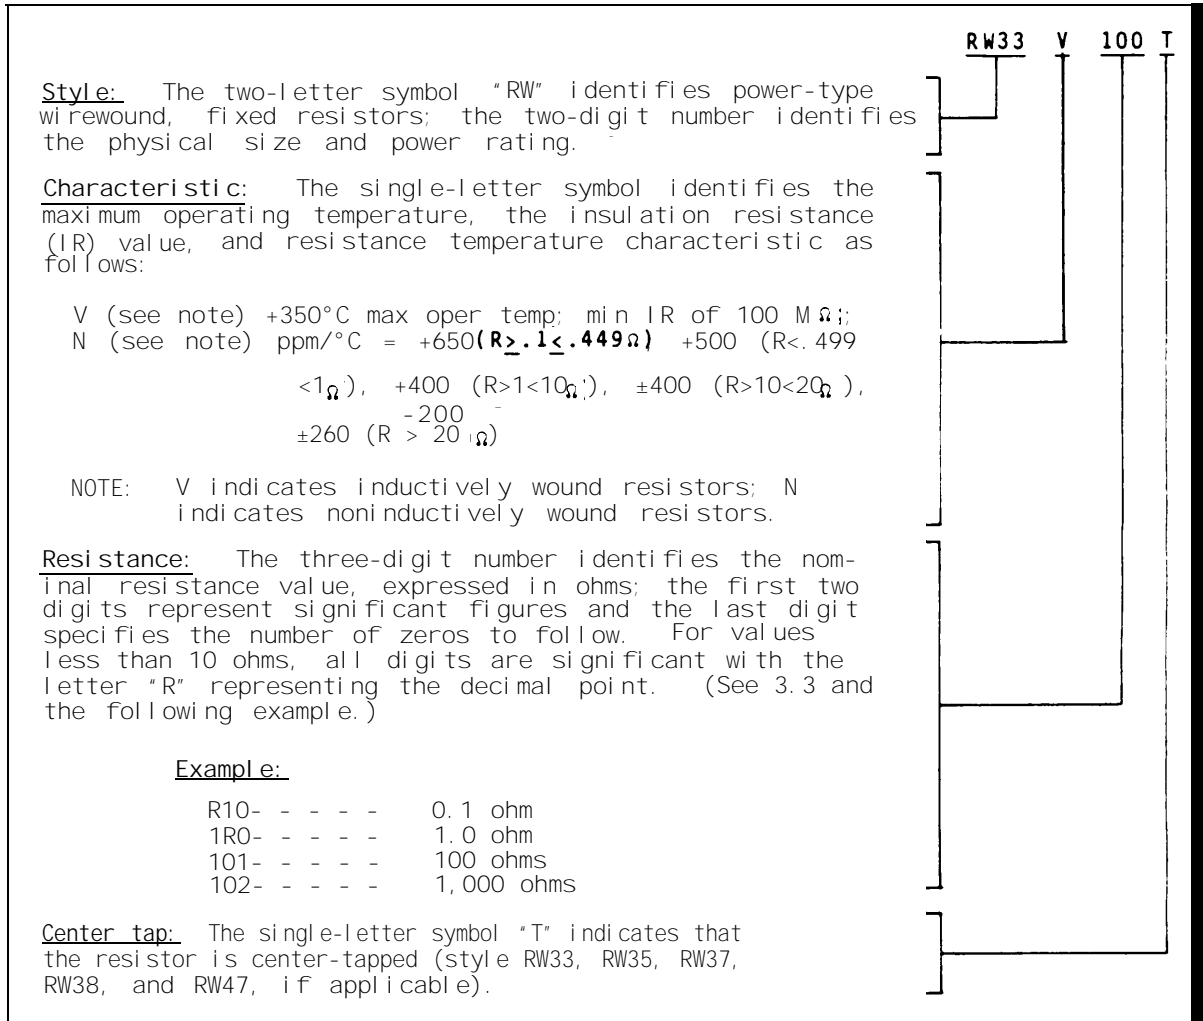 RW33 V 100 T
Style: The two-letter symbol "RW" identifies power-type
wirewound, fixed resistors; the two-digit number identifies
the physical size and power rating.
Characteristic: The single-letter symbol identifies the
maximum operating temperature, the insulation resistance
(IR) value, and resistance temperature characteristic as
follows:
V (see note) +350°C max oper temp; min IR of 100 M Ω;
N (see note) ppm/°C = +650(R≥.1≤.449Ω) +500 (R<.499
<1Ω), +400 (R>1<10Ω), ±400 (R>10<20Ω),
-200
±260 (R > 20 Ω)
NOTE: V indicates inductively wound resistors; N
indicates noninductively wound resistors.
Resistance: The three-digit number identifies the nom-
inal resistance value, expressed in ohms; the first two
digits represent significant figures and the last digit
specifies the number of zeros to follow. For values
less than 10 ohms, all digits are significant with the
letter "R" representing the decimal point. (See 3.3 and
the following example.)
Example:
R10- - - - - 0.1 ohm
1R0- - - - - 1.0 ohm
101- - - - - 100 ohms
102- - - - - 1,000 ohms
Center tap: The single-letter symbol "T" indicates that
the resistor is center-tapped (style RW33, RW35, RW37,
RW38, and RW47, if applicable).